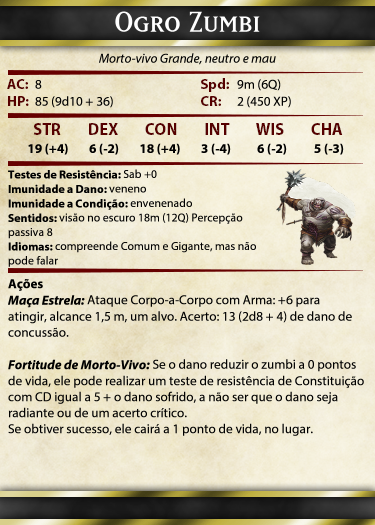 Ogro Zumbi
Morto-vivo Grande, neutro e mau
AC: 8 Spd: 9m (6Q)
HP: 85 (9d10 + 36) CR: 2 (450 XP)
STR DEX CON INT WIS CHA
19 (+4) 6 (-2) 18 (+4) 3 (-4) 6 (-2) 5 (-3)
Testes de Resistência: Sab +0
Imunidade a Dano: veneno
Imunidade a Condição: envenenado
Sentidos: visão no escuro 18m (12Q) Percepção
passiva 8
Idiomas: compreende Comum e Gigante, mas não
pode falar
Ações
Maça Estrela: Ataque Corpo-a-Corpo com Arma: +6 para
atingir, alcance 1,5 m, um alvo. Acerto: 13 (2d8 + 4) de dano de
concussão.
Fortitude de Morto-Vivo: Se o dano reduzir o zumbi a 0 pontos
de vida, ele pode realizar um teste de resistência de Constituição
com CD igual a 5 + o dano sofrido, a não ser que o dano seja
radiante ou de um acerto crítico.
Se obtiver sucesso, ele cairá a 1 ponto de vida, no lugar.